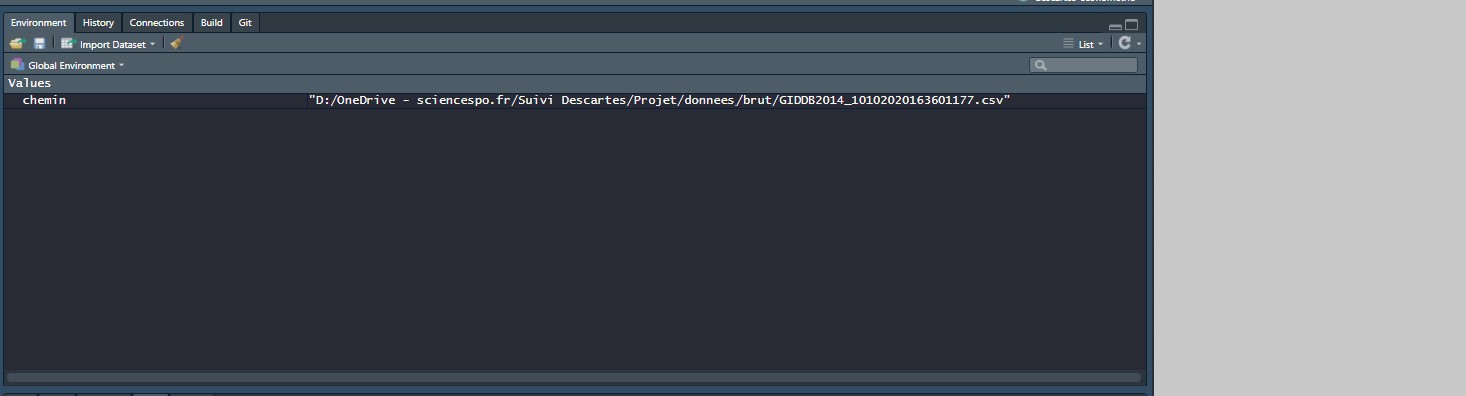 Environment History Connections Build Git
Import Dataset List
Global Environment
Values
chemin "D:/OneDrive - sciencespo.fr/Suivi Descartes/Projet/donnees/brut/GIDDB2014_10102020163601177.csv"